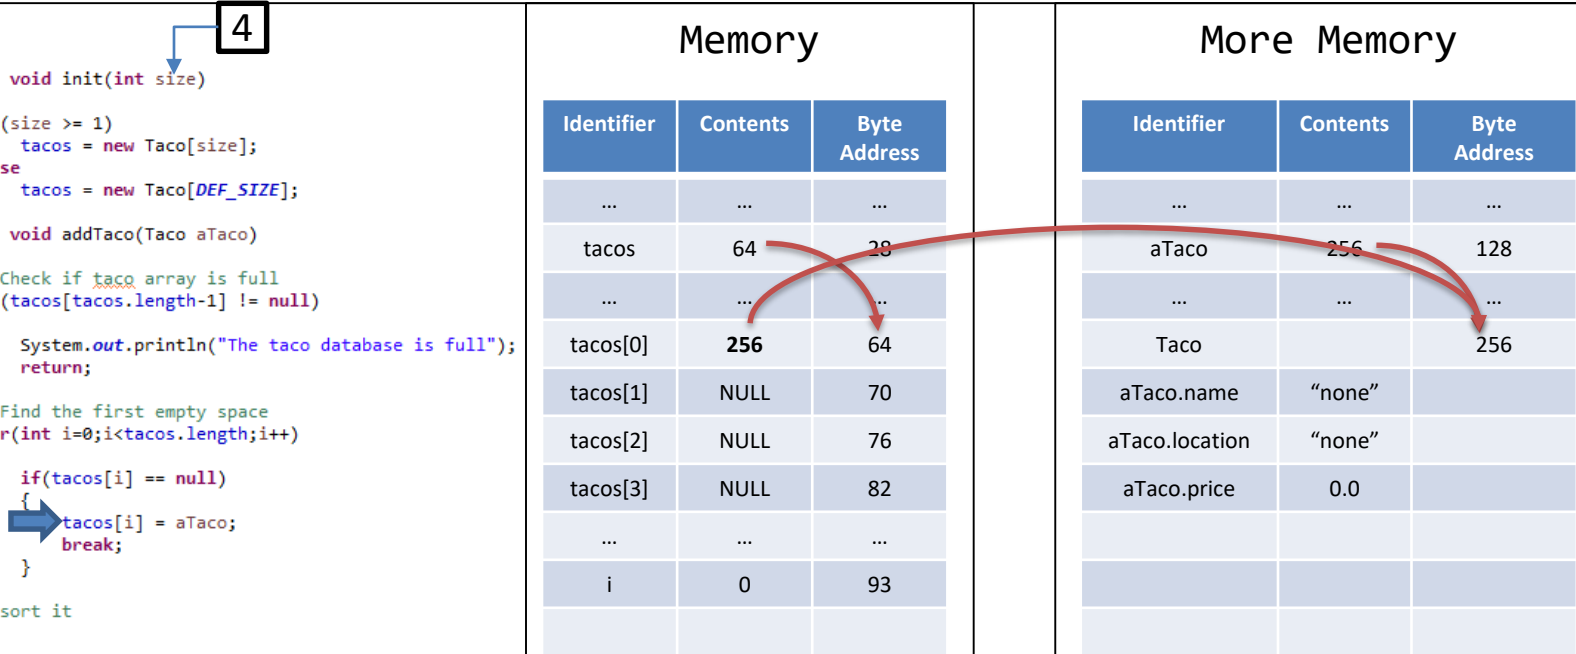 4
void init(int size)
(size >= 1)
tacos = new Taco[size];
se
tacos = new Taco[DEF_SIZE];
void addTaco(Taco aTaco)
Check if taco array is full
(tacos[tacos.length-1] != null)
System.out.println("The taco database is full");
return;
Find the first empty space
r(int i=0;i<tacos.length;i++)
if(tacos[i] == null)
{
tacos[i] = aTaco;
break;
}
sort it
Memory
Identifier Contents Byte Address
... ... ...
tacos 64 28
... ... ...
tacos[0] 256 64
tacos[1] NULL 70
tacos[2] NULL 76
tacos[3] NULL 82
... ... ...
i 0 93
More Memory
Identifier Contents Byte Address
... ... ...
aTaco 256 128
... ... ...
Taco 256
aTaco.name “none”
aTaco.location “none”
aTaco.price 0.0